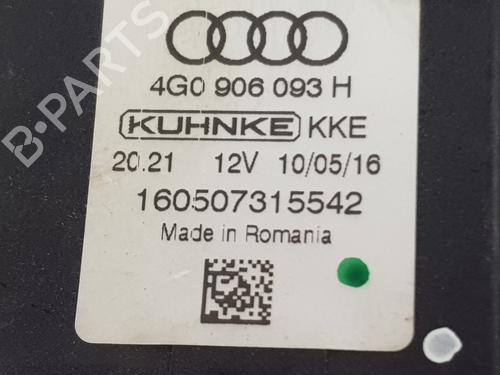 4G0 906 093 H
KUHNKE KKE
20.21 12V 10/05/16
160507315542
Made in Romania
B-PARTS